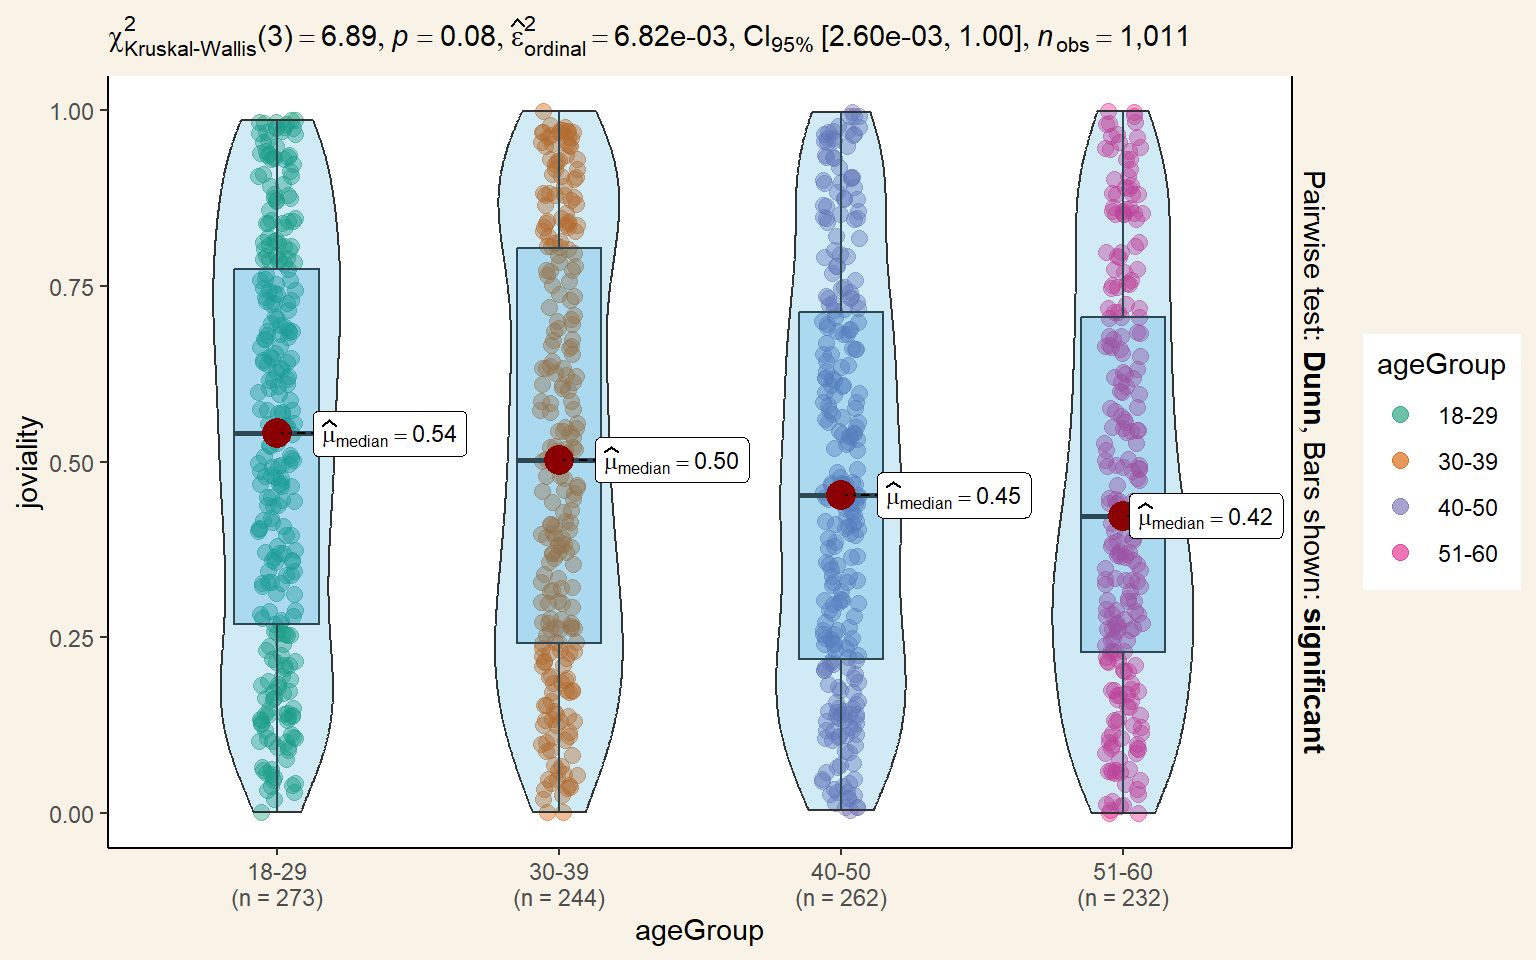 χ²Kruskal-Wallis(3) = 6.89, p = 0.08, ε̂²ordinal = 6.82e-03, CI95% [2.60e-03, 1.00], nobs = 1,011
joviality
1.00
0.75
0.50
0.25
0.00
μ̂median = 0.54
μ̂median = 0.50
μ̂median = 0.45
μ̂median = 0.42
18-29
(n = 273)
30-39
(n = 244)
40-50
(n = 262)
51-60
(n = 232)
ageGroup
Pairwise test: Dunn, Bars shown: significant
ageGroup
18-29
30-39
40-50
51-60